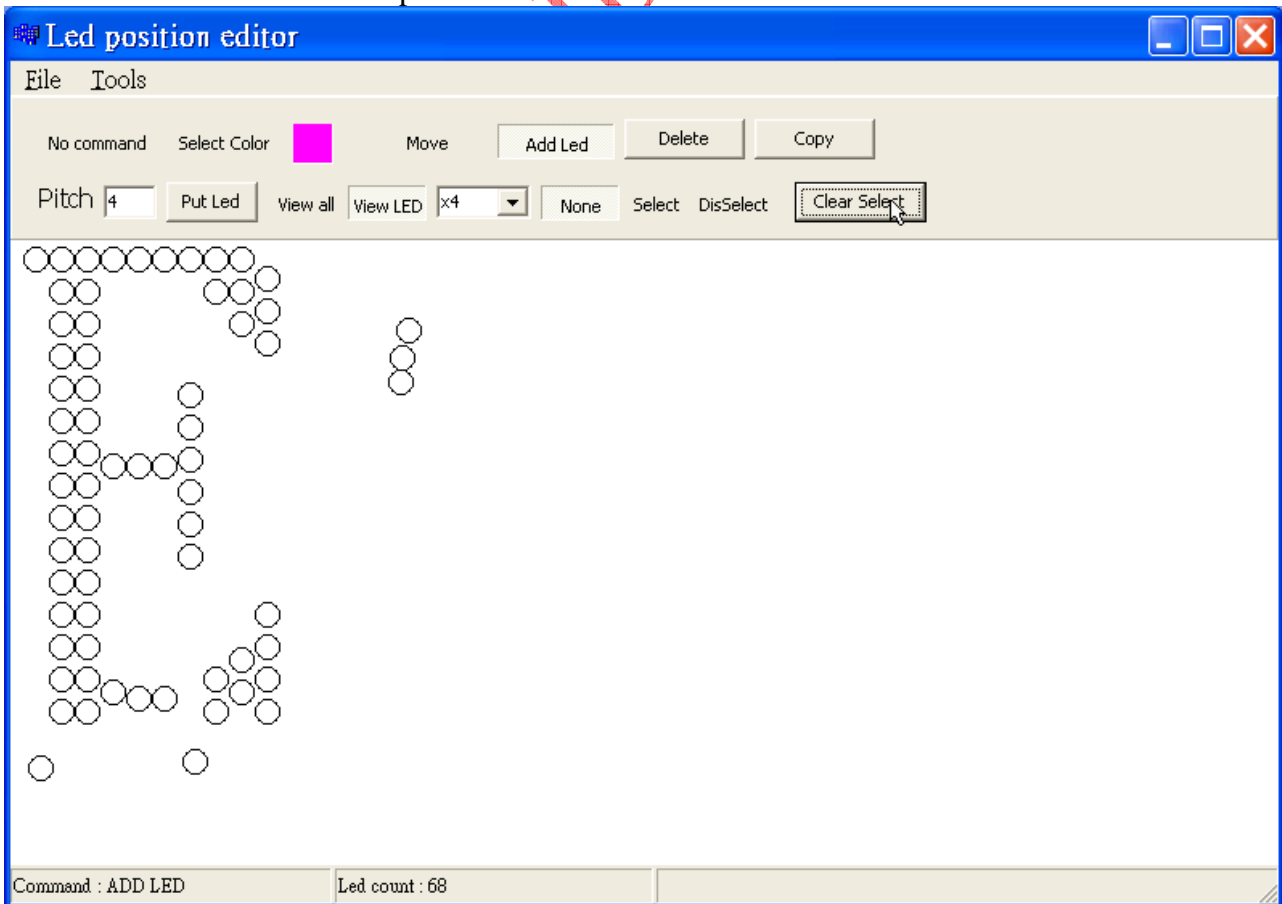 Led position editor
File Tools
No command Select Color Move Add Led Delete Copy
Pitch 4 Put Led View all View LED x4 None Select DisSelect Clear Select
Command : ADD LED Led count : 68